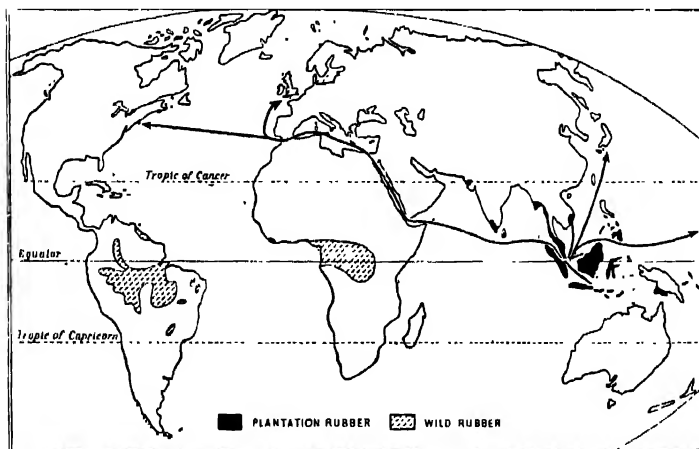 Tropic of Cancer
Equator
Tropic of Capricorn
PLANTATION RUBBER WILD RUBBER